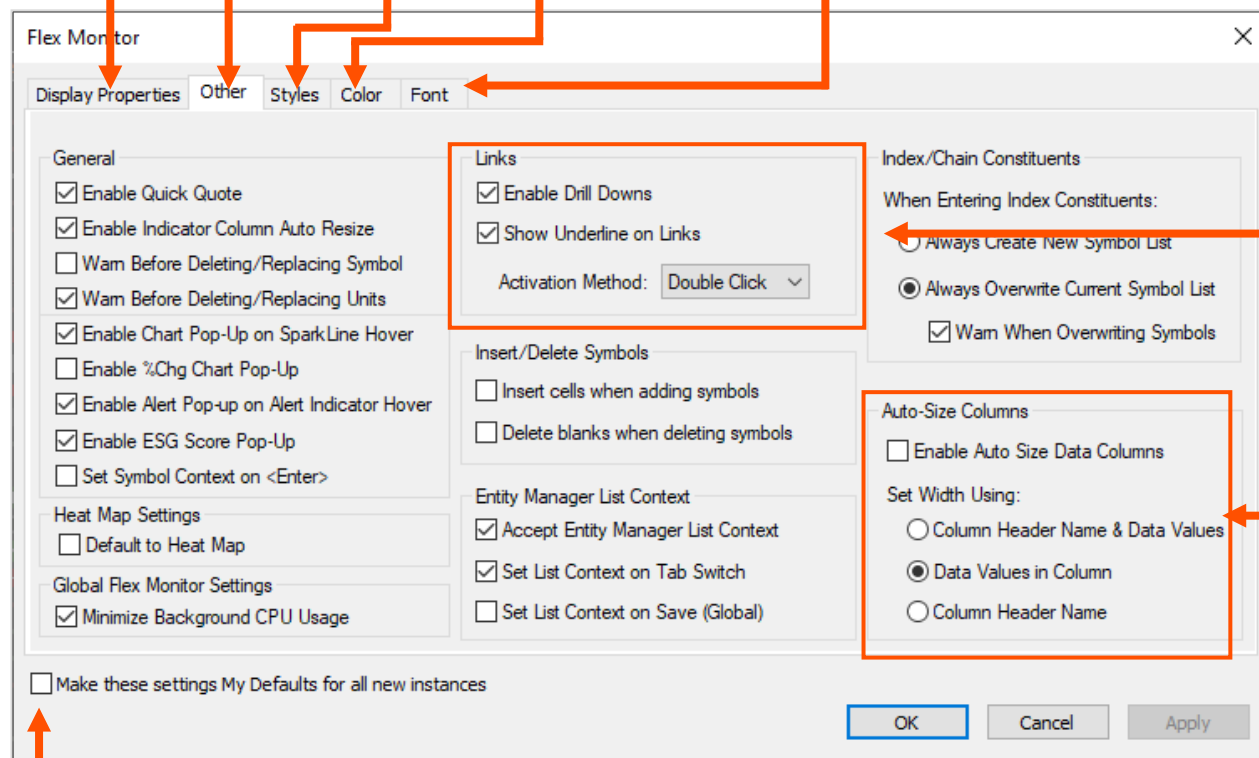 Flex Monitor
Display Properties Other Styles Color Font
General
Enable Quick Quote
Enable Indicator Column Auto Resize
Warn Before Deleting/Replacing Symbol
Warn Before Deleting/Replacing Units
Enable Chart Pop-Up on SparkLine Hover
Enable %Chg Chart Pop-Up
Enable Alert Pop-up on Alert Indicator Hover
Enable ESG Score Pop-Up
Set Symbol Context on <Enter>
Heat Map Settings
Default to Heat Map
Global Flex Monitor Settings
Minimize Background CPU Usage
Links
Enable Drill Downs
Show Underline on Links
Activation Method: Double Click
Insert/Delete Symbols
Insert cells when adding symbols
Delete blanks when deleting symbols
Entity Manager List Context
Accept Entity Manager List Context
Set List Context on Tab Switch
Set List Context on Save (Global)
Index/Chain Constituents
When Entering Index Constituents:
Always Create New Symbol List
Always Overwrite Current Symbol List
Warn When Overwriting Symbols
Auto-Size Columns
Enable Auto Size Data Columns
Set Width Using:
Column Header Name & Data Values
Data Values in Column
Column Header Name
Make these settings My Defaults for all new instances
OK Cancel Apply